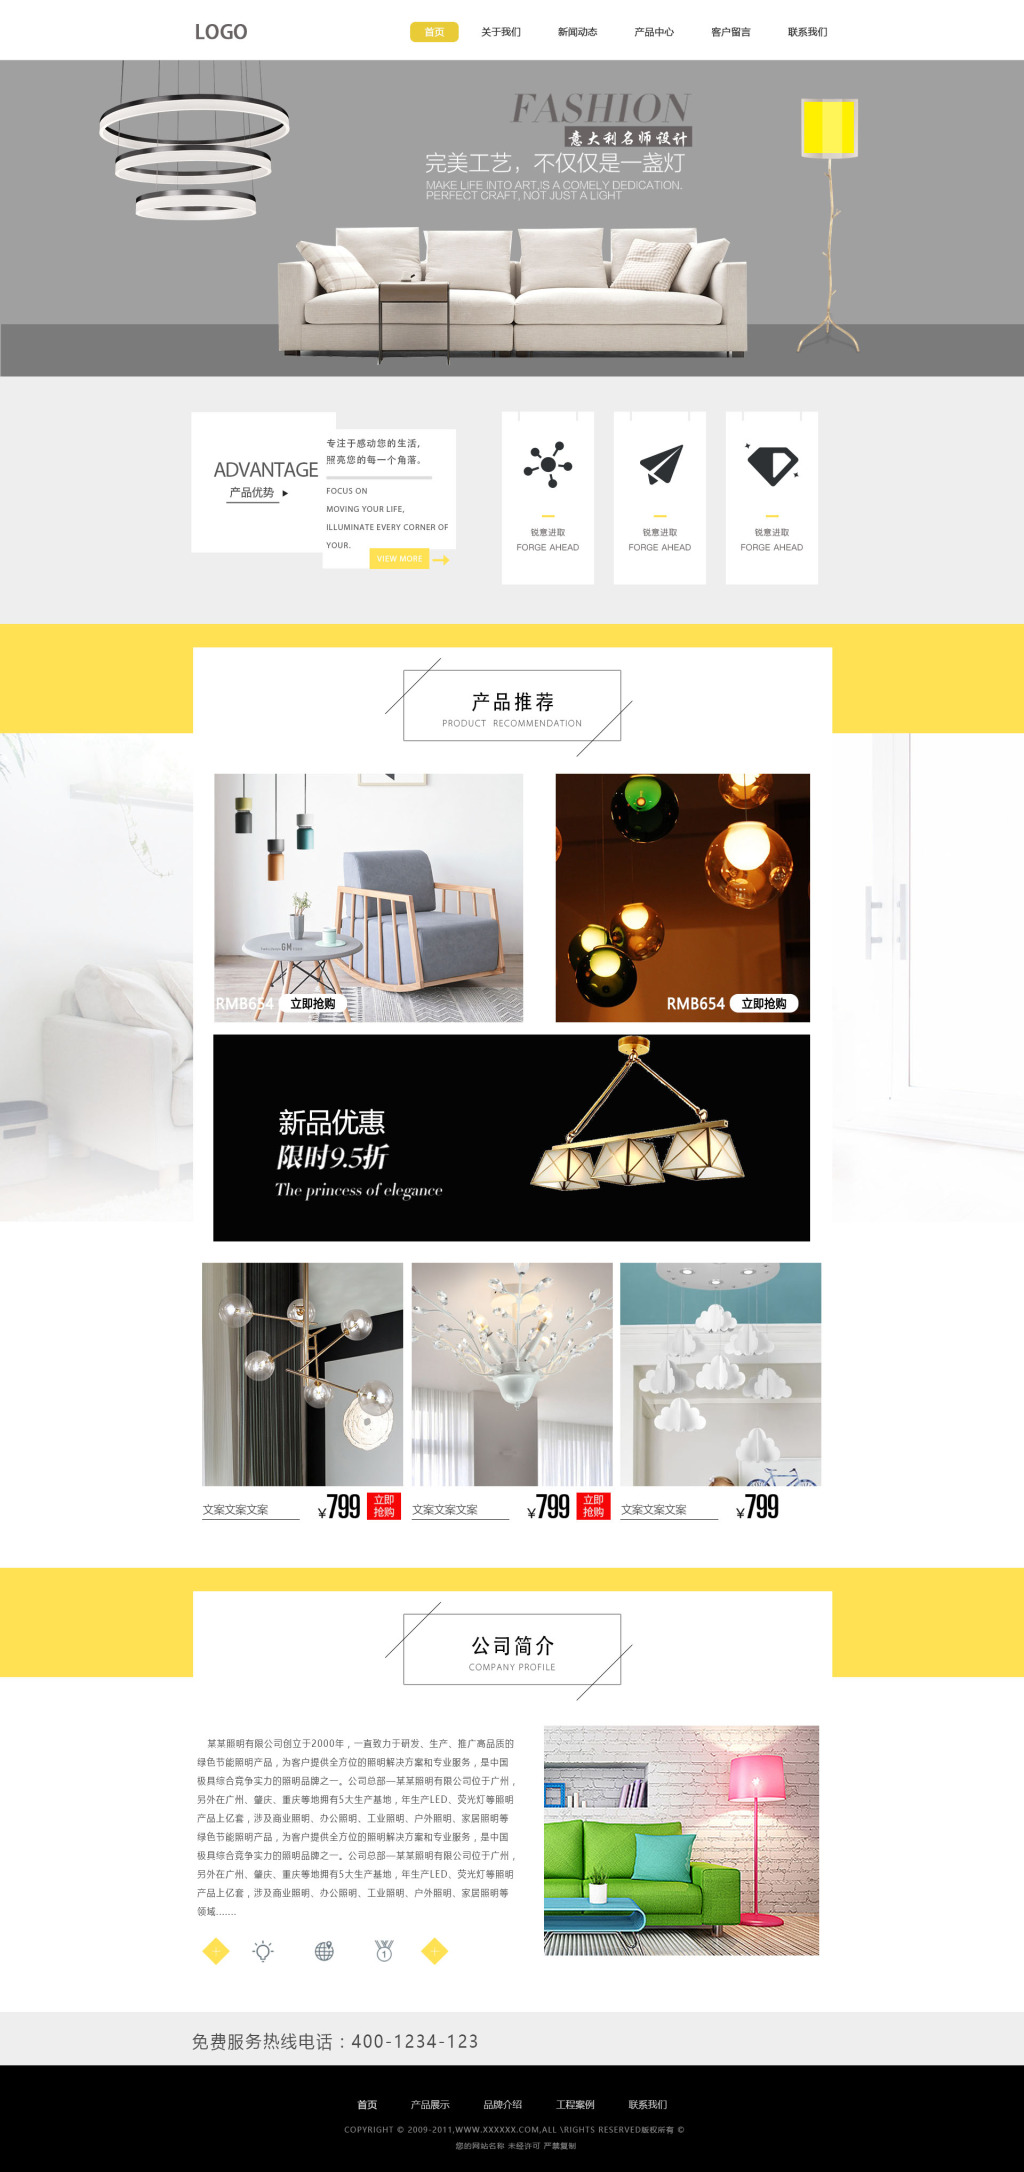 LOGO
首页 关于我们 新闻动态 产品中心 客户留言 联系我们
FASHION
意大利名师设计
完美工艺，不仅仅是一盏灯
MAKE LIFE INTO ART,IS A COMELY DEDICATION.
PERFECT CRAFT, NOT JUST A LIGHT
ADVANTAGE
产品优势
专注于感动您的生活,
照亮您的每一个角落。
FOCUS ON
MOVING YOUR LIFE,
ILLUMINATE EVERY CORNER OF
YOUR.
VIEW MORE
锐意进取 锐意进取 锐意进取
FORGE AHEAD FORGE AHEAD FORGE AHEAD
产品推荐
PRODUCT RECOMMENDATION
GM
RMB654 立即抢购
RMB654 立即抢购
新品优惠
限时9.5折
The princess of elegance
文案文案文案 ¥799 立即抢购
文案文案文案 ¥799 立即抢购
文案文案文案 ¥799
公司简介
COMPANY PROFILE
某某照明有限公司创立于2000年，一直致力于研发、生产、推广高品质的
绿色节能照明产品，为客户提供全方位的照明解决方案和专业服务，是中国
极具综合竞争实力的照明品牌之一。公司总部—某某照明有限公司位于广州，
另外在广州、肇庆、重庆等地拥有5大生产基地，年生产LED、荧光灯等照明
产品上亿套，涉及商业照明、办公照明、工业照明、户外照明、家居照明等
绿色节能照明产品，为客户提供全方位的照明解决方案和专业服务，是中国
极具综合竞争实力的照明品牌之一。公司总部—某某照明有限公司位于广州，
另外在广州、肇庆、重庆等地拥有5大生产基地，年生产LED、荧光灯等照明
产品上亿套，涉及商业照明、办公照明、工业照明、户外照明、家居照明等
领域.......
1
免费服务热线电话：400-1234-123
首页 产品展示 品牌介绍 工程案例 联系我们
COPYRIGHT © 2009-2011,WWW.XXXXXX.COM,ALL \RIGHTS RESERVED版权所有 ©
您的网站名称 未经许可 严禁复制